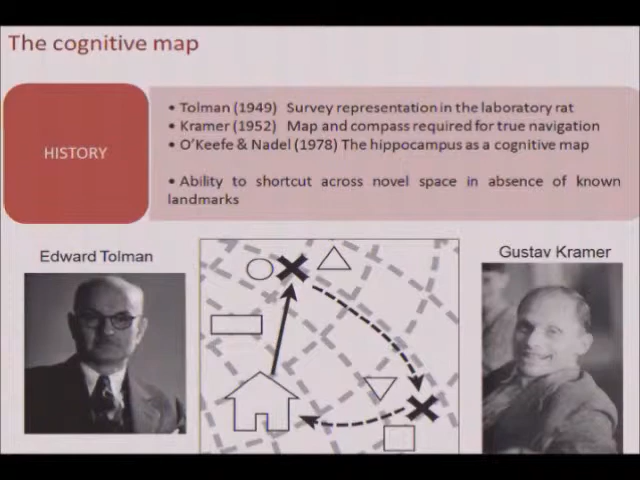 The cognitive map
HISTORY
• Tolman (1949) Survey representation in the laboratory rat
• Kramer (1952) Map and compass required for true navigation
• O'Keefe & Nadel (1978) The hippocampus as a cognitive map
• Ability to shortcut across novel space in absence of known
landmarks
Edward Tolman
Gustav Kramer